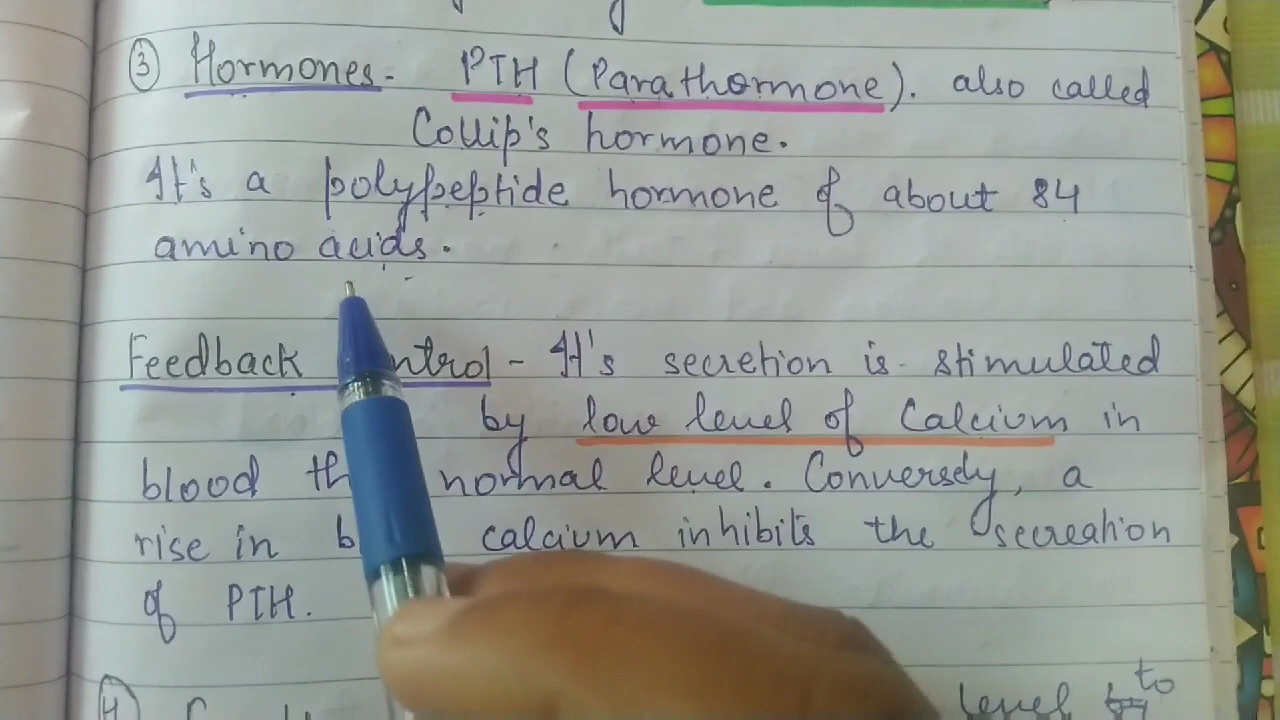 ③ Hormones- PTH (Parathormone). also called
Collip's hormone.
It's a polypeptide hormone of about 84
amino acids.
Feedback ntrol - It's secretion is stimulated
by low level of Calcium in
blood th normal level. Conversely, a
rise in b calcium inhibits the secreation
of PTH.
④ level to